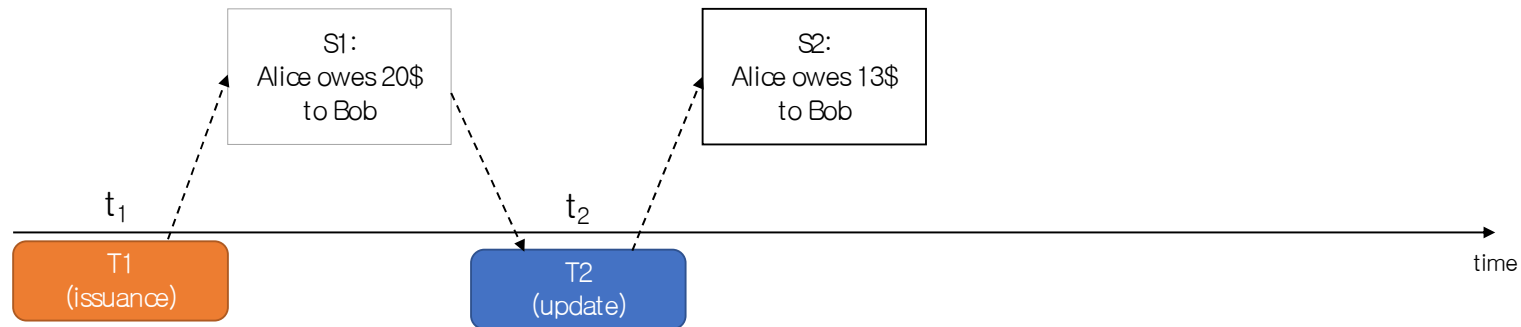 S1:
Alice owes 20$
to Bob
S2:
Alice owes 13$
to Bob
t₁
t₂
T1
(issuance)
T2
(update)
time